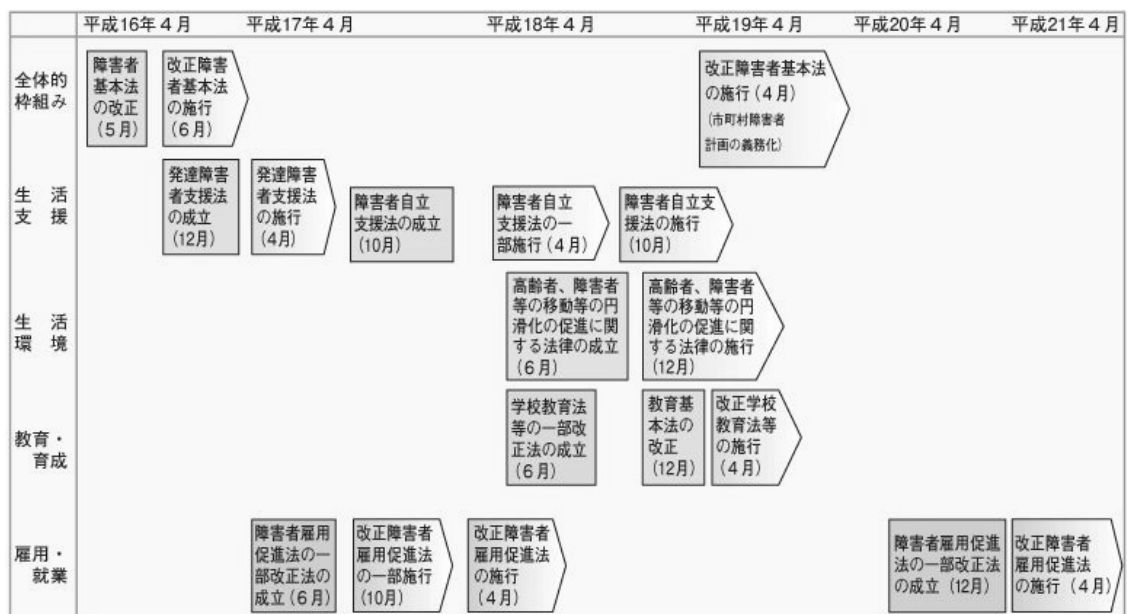 平成16年4月
平成17年4月
平成18年4月
平成19年4月
平成20年4月
平成21年4月
全体的
枠組み
障害者
基本法
の改正
（5月）
改正障害
者基本法
の施行
（6月）
改正障害者基本法
の施行（4月）
（市町村障害者
計画の義務化）
生　活
支　援
発達障害
者支援法
の成立
（12月）
発達障害
者支援法
の施行
（4月）
障害者自立
支援法の成立
（10月）
障害者自立
支援法の一
部施行（4月）
障害者自立支
援法の施行
（10月）
生　活
環　境
高齢者、障害者
等の移動等の円
滑化の促進に関
する法律の成立
（6月）
高齢者、障害者
等の移動等の円
滑化の促進に関
する法律の施行
（12月）
教育・
育成
学校教育法
等の一部改
正法の成立
（6月）
教育基
本法の
改正
（12月）
改正学校
教育法等
の施行
（4月）
雇用・
就業
障害者雇用
促進法の一
部改正法の
成立（6月）
改正障害者
雇用促進法
の一部施行
（10月）
改正障害者
雇用促進法
の施行
（4月）
障害者雇用促進
法の一部改正法
の成立（12月）
改正障害者
雇用促進法
の施行（4月）